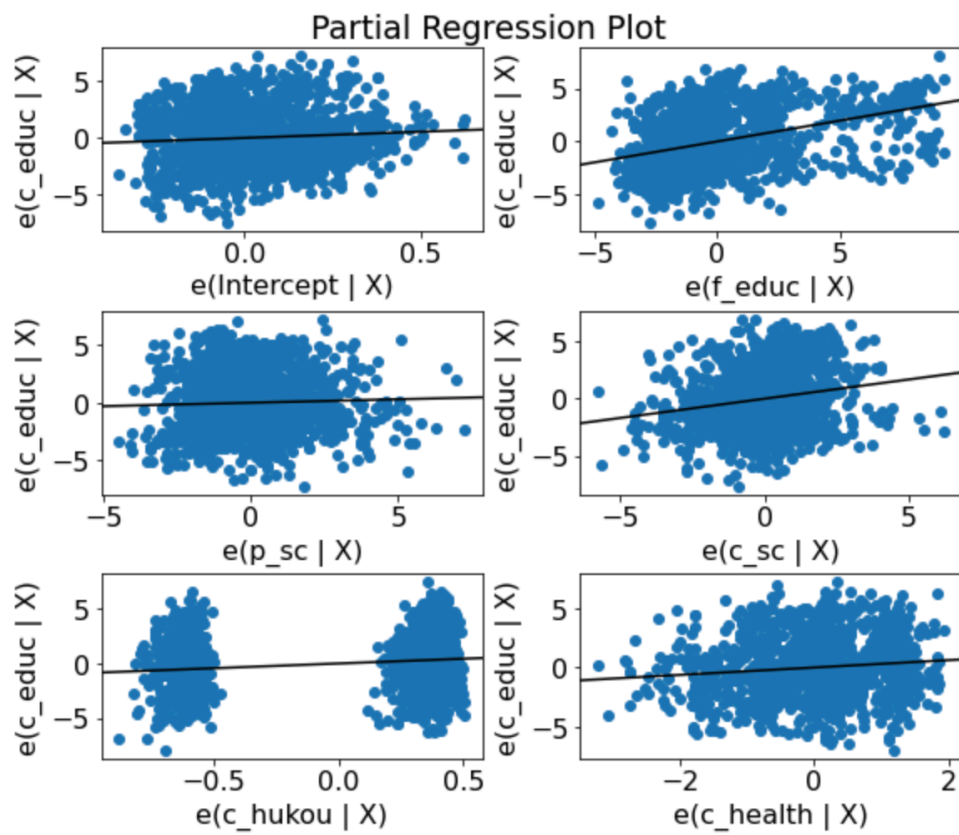 Partial Regression Plot
e(c_educ | X)
5
0
−5
0.0
0.5
e(Intercept | X)
e(c_educ | X)
5
0
−5
−5
0
5
e(f_educ | X)
e(c_educ | X)
5
0
−5
−5
0
5
e(p_sc | X)
e(c_educ | X)
5
0
−5
−5
0
5
e(c_sc | X)
e(c_educ | X)
5
0
−5
−0.5
0.0
0.5
e(c_hukou | X)
e(c_educ | X)
5
0
−5
−2
0
2
e(c_health | X)